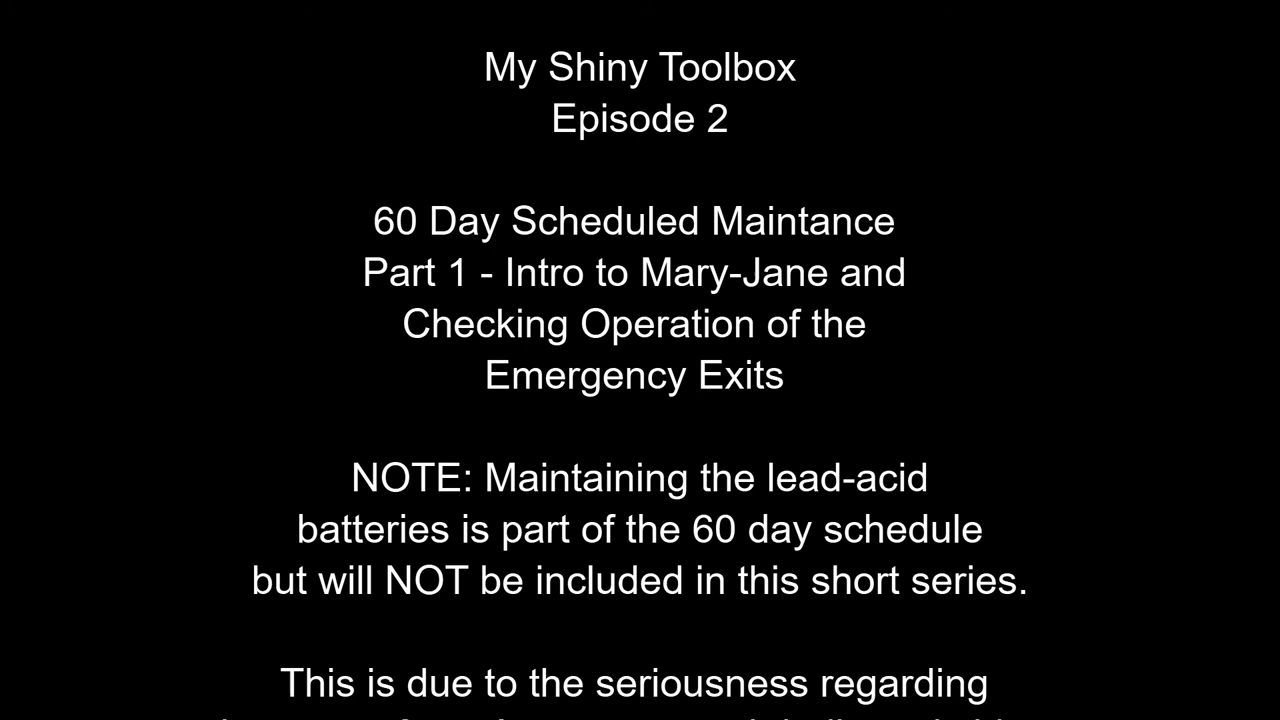 My Shiny Toolbox
Episode 2
60 Day Scheduled Maintance
Part 1 - Intro to Mary-Jane and
Checking Operation of the
Emergency Exits
NOTE: Maintaining the lead-acid
batteries is part of the 60 day schedule
but will NOT be included in this short series.
This is due to the seriousness regarding